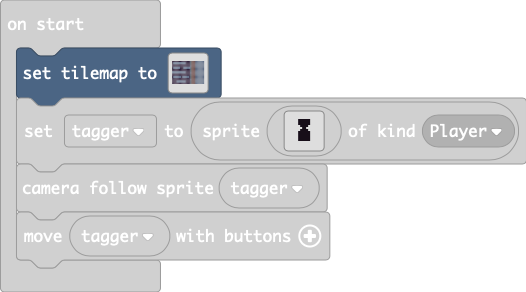 on start
set tilemap to
set tagger to sprite of kind Player
camera follow sprite tagger
move tagger with buttons